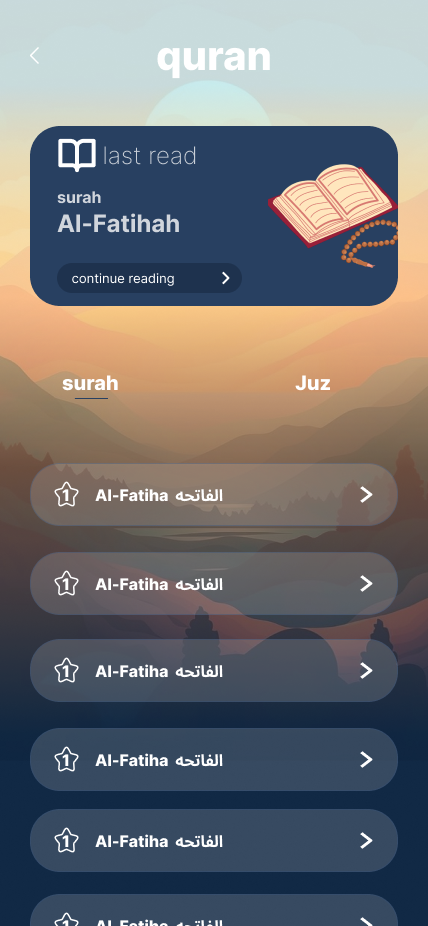 quran
last read
surah
Al-Fatihah
continue reading
surah
Juz
1 Al-Fatiha الفاتحه
1 Al-Fatiha الفاتحه
1 Al-Fatiha الفاتحه
1 Al-Fatiha الفاتحه
1 Al-Fatiha الفاتحه
1 Al-Fatiha الفاتحه